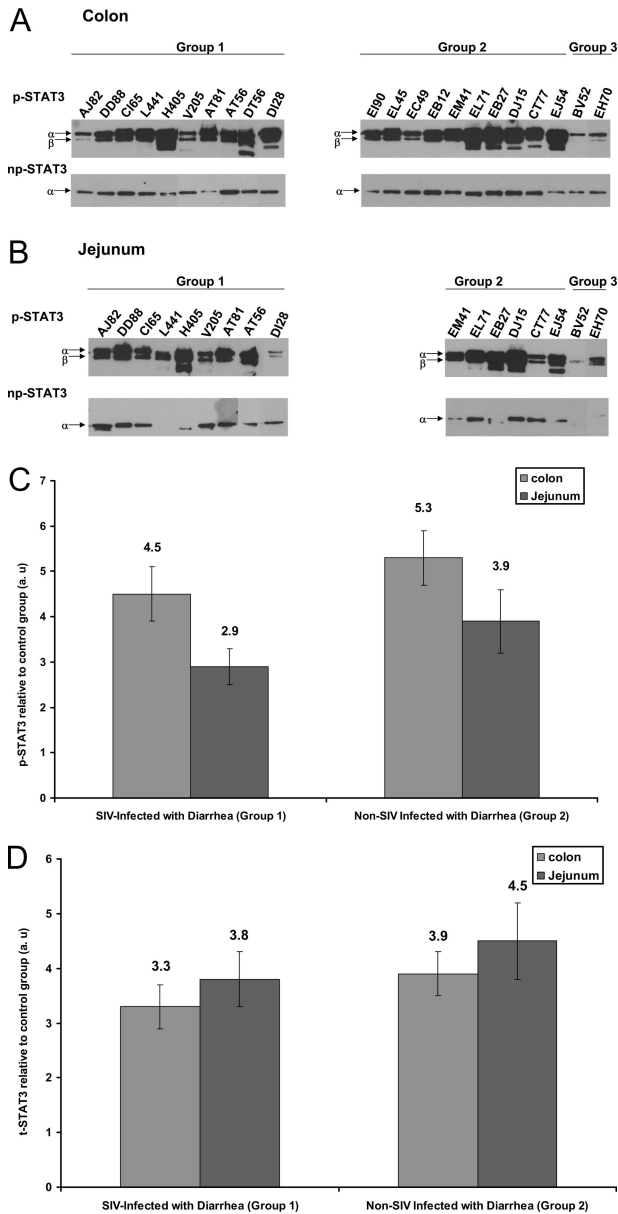 A Colon
Group 1 Group 2 Group 3
p-STAT3
AJ82 DD88 CI65 L441 H405 V205 AT81 AT56 DT56 DI28 EI90 EL45 EC49 EB12 EM41 EL71 EB27 DJ15 CT77 EJ54 BV52 EH70
α α
β β
np-STAT3
α α
B Jejunum
Group 1 Group 2 Group 3
p-STAT3
AJ82 DD88 CI65 L441 H405 V205 AT81 AT56 DI28 EM41 EL71 EB27 DJ15 CT77 EJ54 BV52 EH70
α α
β β
np-STAT3
α α
C
p-STAT3 relative to control group (a. u)
7
6
5
4
3
2
1
0
colon
Jejunum
4.5
2.9
5.3
3.9
SIV-Infected with Diarrhea (Group 1) Non-SIV Infected with Diarrhea (Group 2)
D
t-STAT3 relative to control group (a. u)
6
5
4
3
2
1
0
colon
Jejunum
3.3
3.8
3.9
4.5
SIV-Infected with Diarrhea (Group 1) Non-SIV Infected with Diarrhea (Group 2)